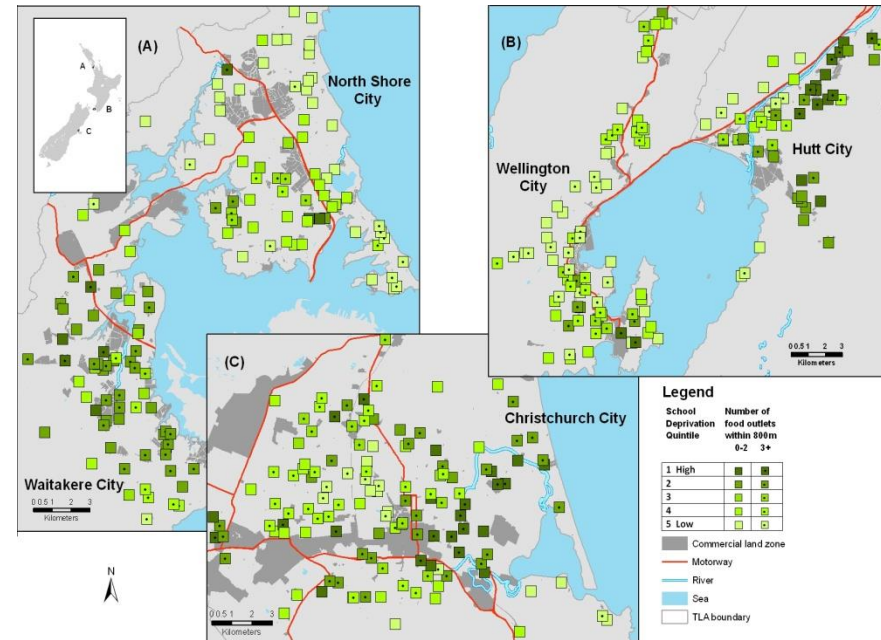 (A)
A
B
C
North Shore
City
Waitakere City
0 0.5 1 2 3
Kilometers
N
(B)
Wellington
City
Hutt City
0 0.5 1 2 3
Kilometers
(C)
Christchurch City
0 0.5 1 2 3
Kilometers
Legend
School
Deprivation
Quintile
Number of
food outlets
within 800m
0-2 3+
1 High
2
3
4
5 Low
Commercial land zone
Motorway
River
Sea
TLA boundary